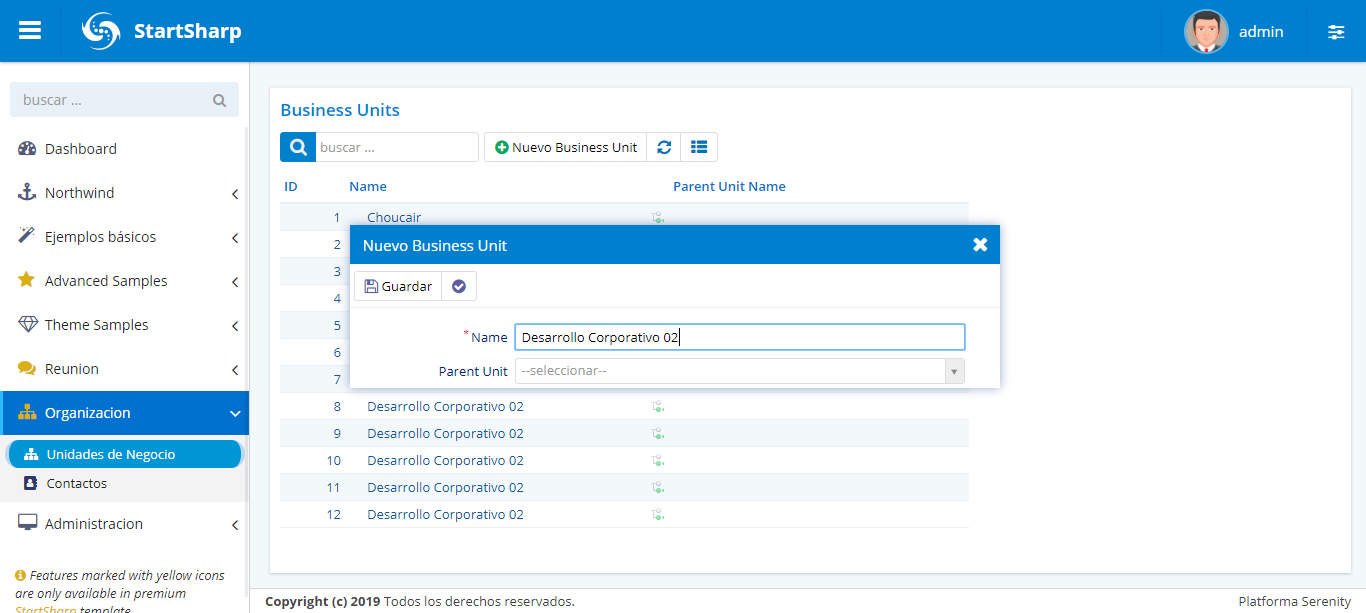 StartSharp
admin
buscar ...
Dashboard
Northwind
Ejemplos básicos
Advanced Samples
Theme Samples
Reunion
Organizacion
Unidades de Negocio
Contactos
Administracion
Features marked with yellow icons
are only available in premium
StartSharp template
Business Units
buscar ...
Nuevo Business Unit
ID Name Parent Unit Name
1 Choucair
2
3
4
5
6
7
8 Desarrollo Corporativo 02
9 Desarrollo Corporativo 02
10 Desarrollo Corporativo 02
11 Desarrollo Corporativo 02
12 Desarrollo Corporativo 02
Nuevo Business Unit
Guardar
* Name Desarrollo Corporativo 02
Parent Unit --seleccionar--
Copyright (c) 2019 Todos los derechos reservados.
Platforma Serenity